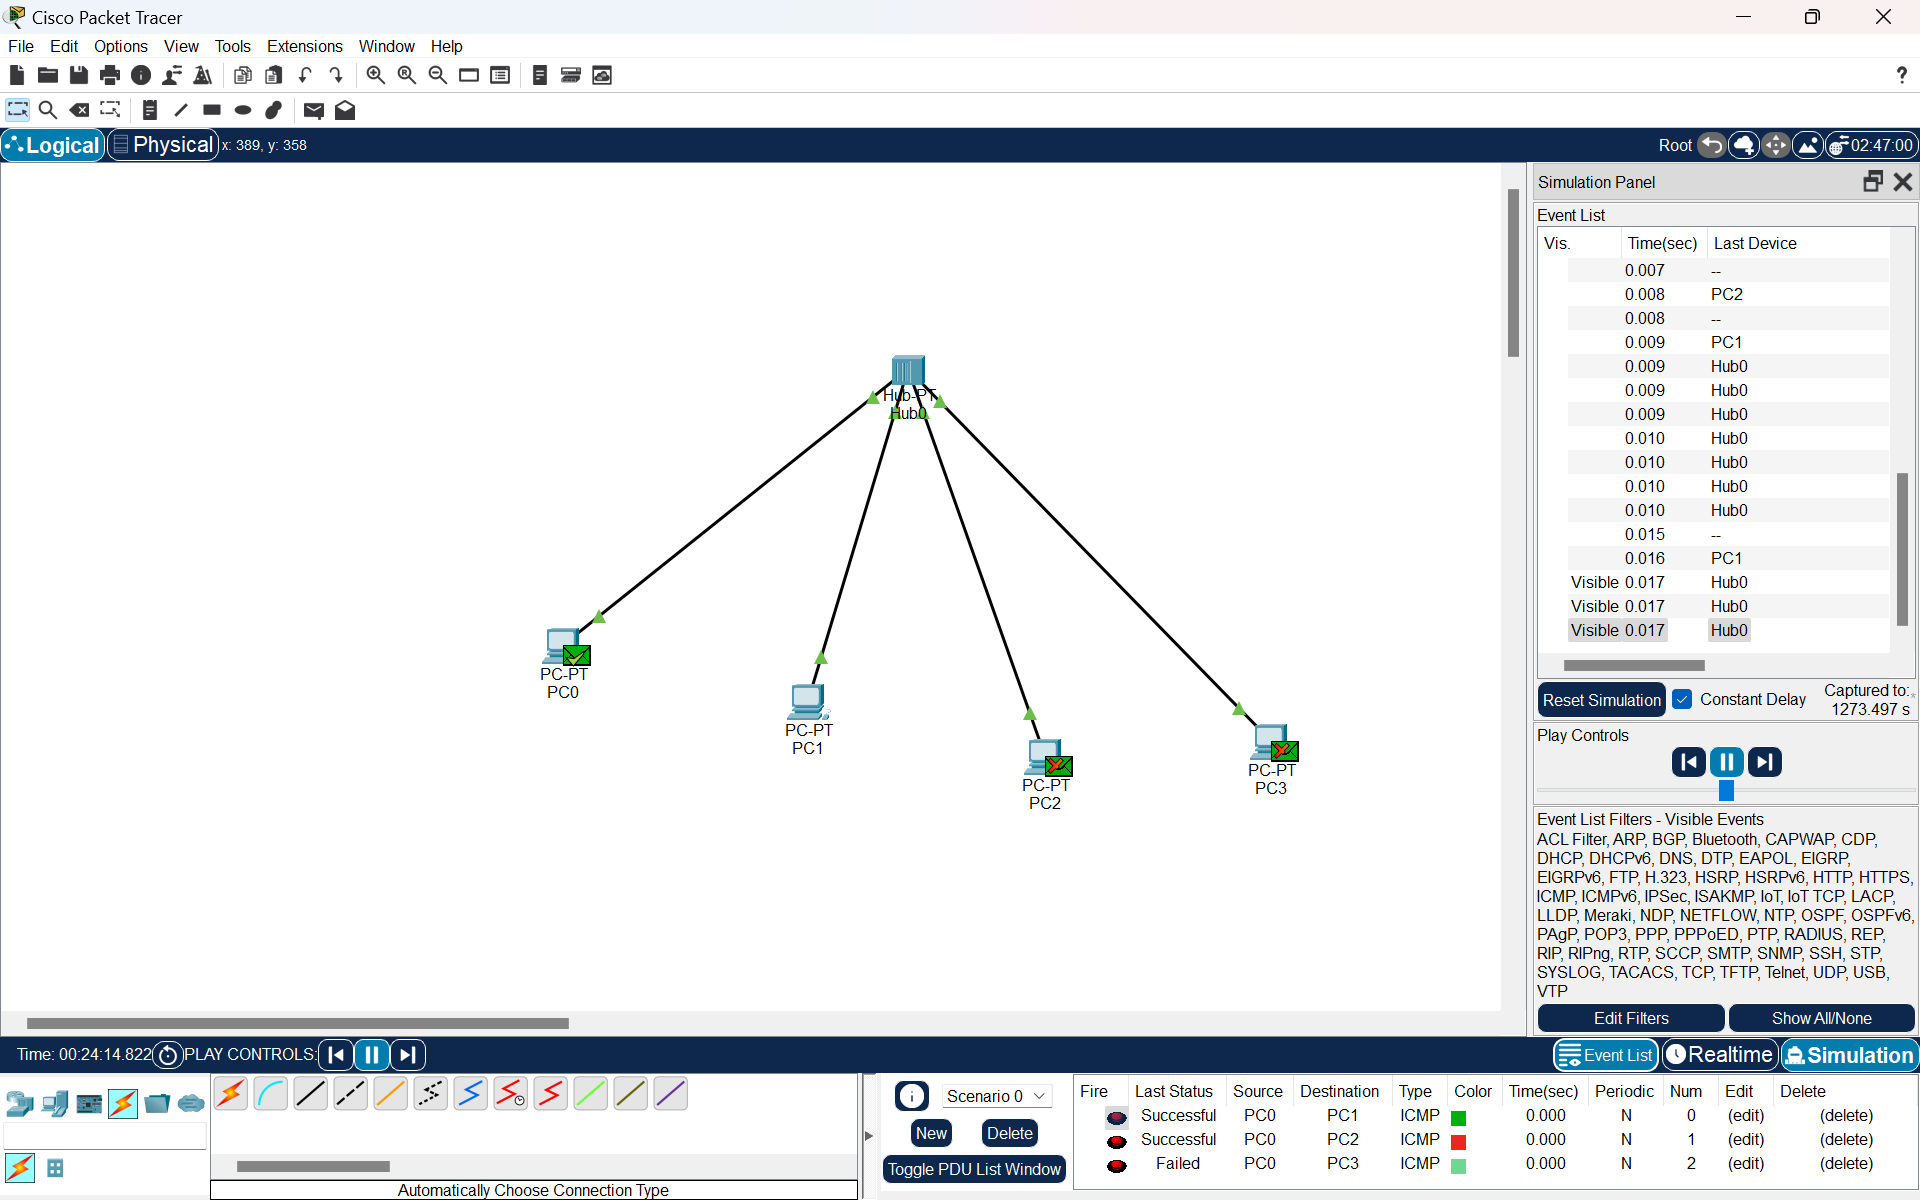 Cisco Packet Tracer
File Edit Options View Tools Extensions Window Help
?
Logical Physical x: 389, y: 358 Root 02:47:00
Simulation Panel
Event List
Vis. Time(sec) Last Device
0.007 --
0.008 PC2
0.008 --
0.009 PC1
0.009 Hub0
0.009 Hub0
0.009 Hub0
0.010 Hub0
0.010 Hub0
0.010 Hub0
0.010 Hub0
0.015 --
0.016 PC1
Visible 0.017 Hub0
Visible 0.017 Hub0
Visible 0.017 Hub0
Hub-PT
Hub0
PC-PT
PC0
PC-PT
PC1
PC-PT
PC2
PC-PT
PC3
Reset Simulation Constant Delay Captured to:
1273.497 s
Play Controls
Event List Filters - Visible Events
ACL Filter, ARP, BGP, Bluetooth, CAPWAP, CDP,
DHCP, DHCPv6, DNS, DTP, EAPOL, EIGRP,
EIGRPv6, FTP, H.323, HSRP, HSRPv6, HTTP, HTTPS,
ICMP, ICMPv6, IPSec, ISAKMP, IoT, IoT TCP, LACP,
LLDP, Meraki, NDP, NETFLOW, NTP, OSPF, OSPFv6,
PAgP, POP3, PPP, PPPoED, PTP, RADIUS, REP,
RIP, RIPng, RTP, SCCP, SMTP, SNMP, SSH, STP,
SYSLOG, TACACS, TCP, TFTP, Telnet, UDP, USB,
VTP
Edit Filters Show All/None
Time: 00:24:14.822 PLAY CONTROLS: Event List Realtime Simulation
Scenario 0
New Delete
Toggle PDU List Window
Fire Last Status Source Destination Type Color Time(sec) Periodic Num Edit Delete
Successful PC0 PC1 ICMP 0.000 N 0 (edit) (delete)
Successful PC0 PC2 ICMP 0.000 N 1 (edit) (delete)
Failed PC0 PC3 ICMP 0.000 N 2 (edit) (delete)
Automatically Choose Connection Type